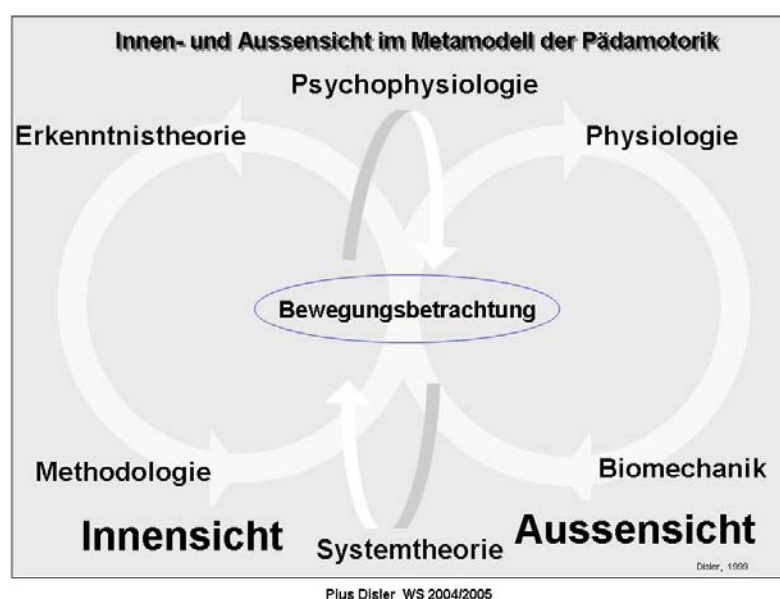 Innen- und Aussensicht im Metamodell der Pädamotorik
Psychophysiologie
Erkenntnistheorie
Physiologie
Bewegungsbetrachtung
Methodologie
Biomechanik
Innensicht
Systemtheorie
Aussensicht
Disler, 1999
Pius Disler WS 2004/2005